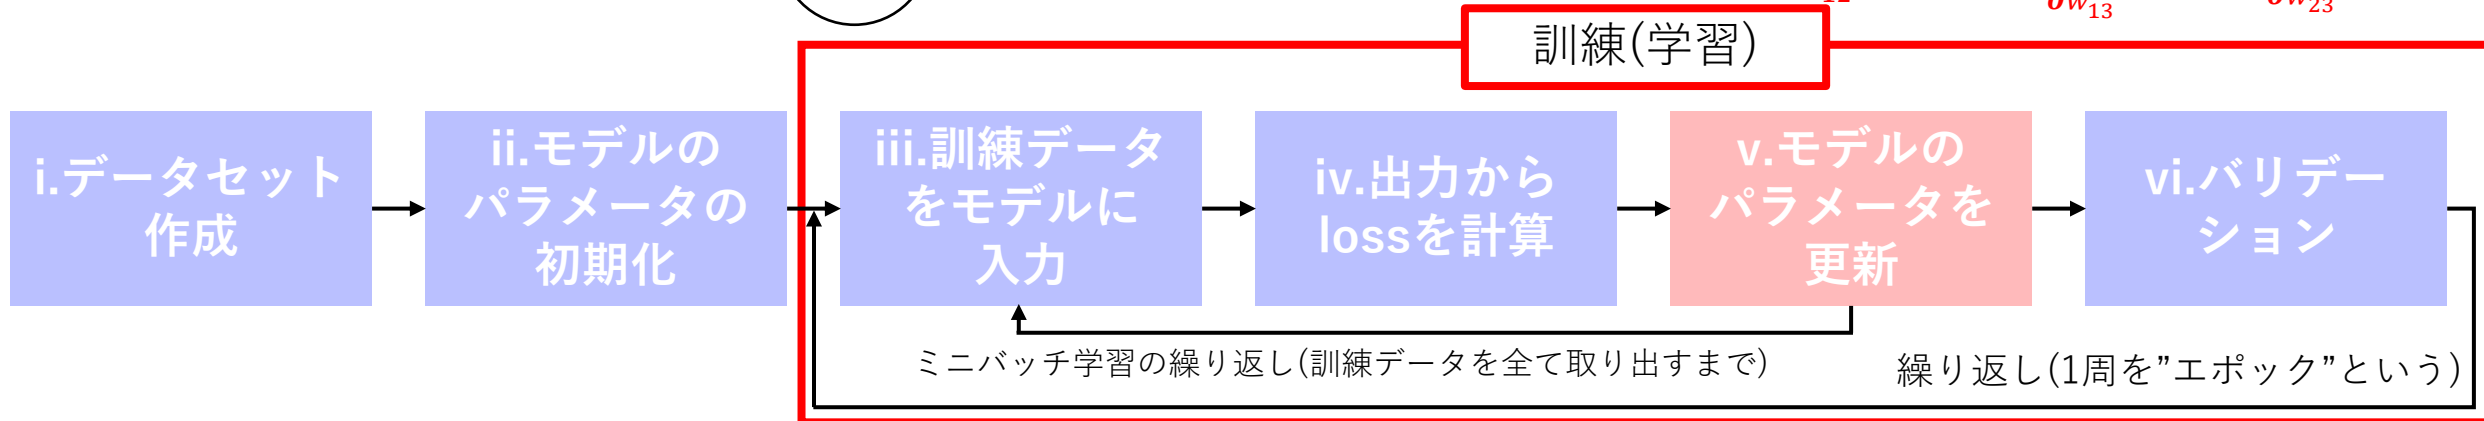 12
∂w13
∂w23
訓練(学習)
i.データセット
作成
ii.モデルの
パラメータの
初期化
iii.訓練データ
をモデルに
入力
iv.出力から
lossを計算
v.モデルの
パラメータを
更新
vi.バリデー
ション
ミニバッチ学習の繰り返し(訓練データを全て取り出すまで)
繰り返し(1周を”エポック”という)